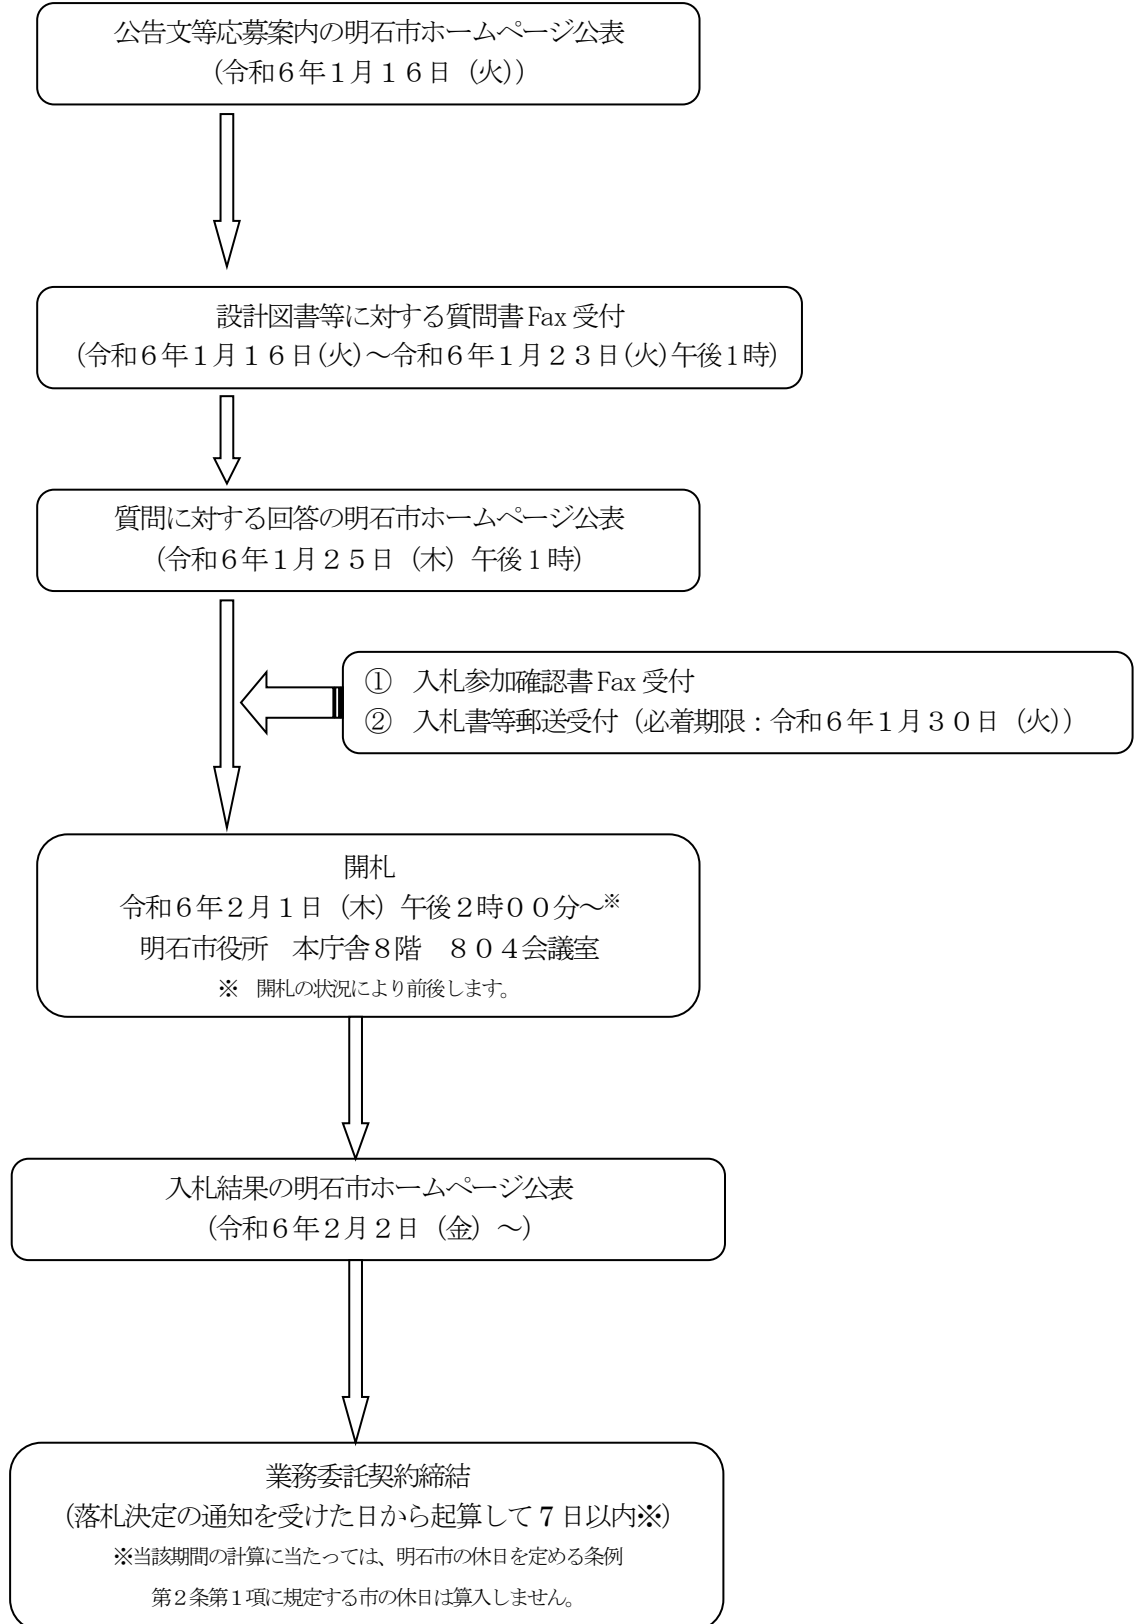 公告文等応募案内の明石市ホームページ公表
（令和６年１月１６日（火））
設計図書等に対する質問書 Fax 受付
（令和６年１月１６日(火)～令和６年１月２３日(火)午後1時）
質問に対する回答の明石市ホームページ公表
（令和６年１月２５日（木）午後１時）
①　入札参加確認書 Fax 受付
②　入札書等郵送受付（必着期限：令和６年１月３０日（火））
開札
令和６年２月１日（木）午後２時００分～※
明石市役所　本庁舎８階　８０４会議室
※　開札の状況により前後します。
入札結果の明石市ホームページ公表
（令和６年２月２日（金）～）
業務委託契約締結
（落札決定の通知を受けた日から起算して 7 日以内※）
※当該期間の計算に当たっては、明石市の休日を定める条例
第２条第１項に規定する市の休日は算入しません。